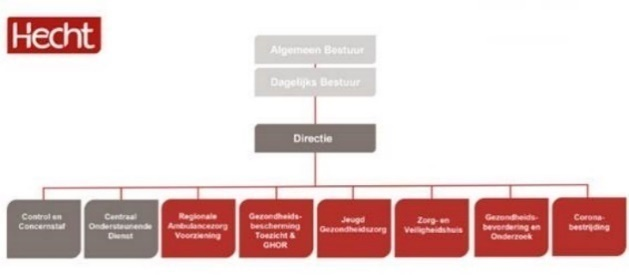 Hecht
Algemeen Bestuur
Dagelijks Bestuur
Directie
Control en
Concernstaf
Centraal
Ondersteunende
Dienst
Regionale
Ambulancezorg
Voorziening
Gezondheids-
bescherming
Toezicht &
GHOR
Jeugd
Gezondheidszorg
Zorg- en
Veiligheidshuis
Gezondheids-
bevordering en
Onderzoek
Corona-
bestrijding